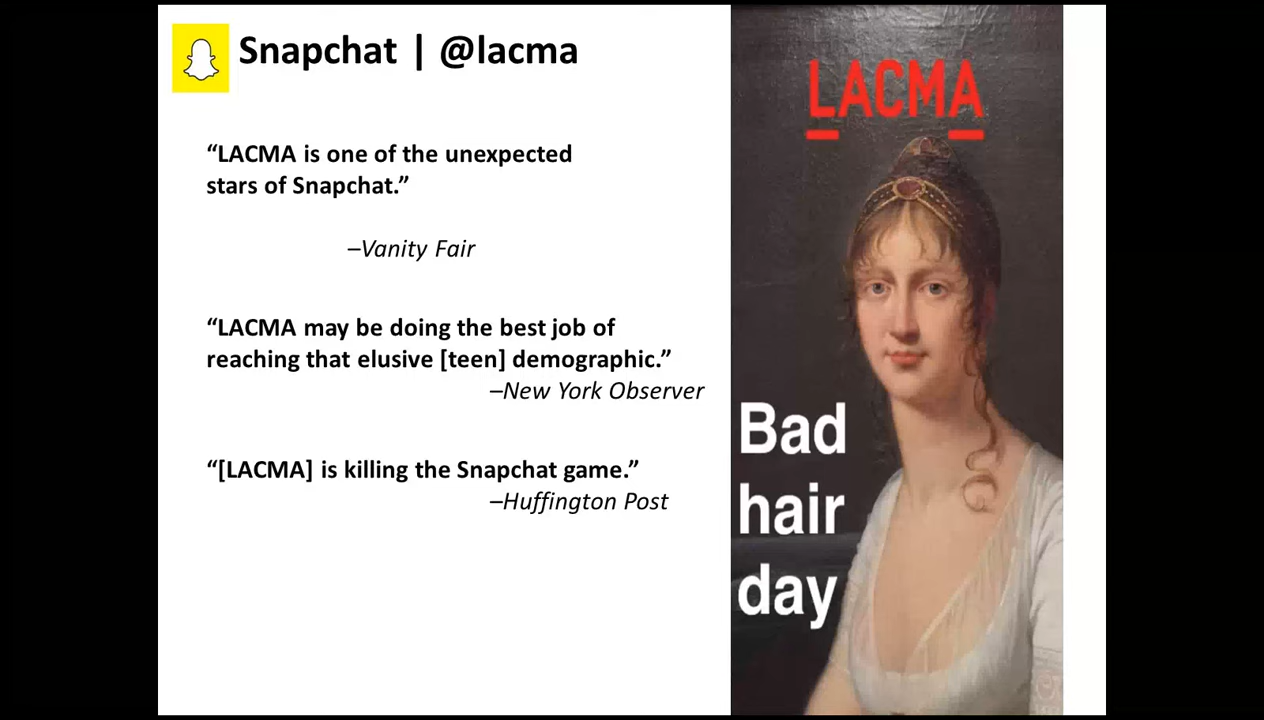 Snapchat | @lacma
“LACMA is one of the unexpected
stars of Snapchat.”
–Vanity Fair
“LACMA may be doing the best job of
reaching that elusive [teen] demographic.”
–New York Observer
“[LACMA] is killing the Snapchat game.”
–Huffington Post
LACMA
Bad
hair
day